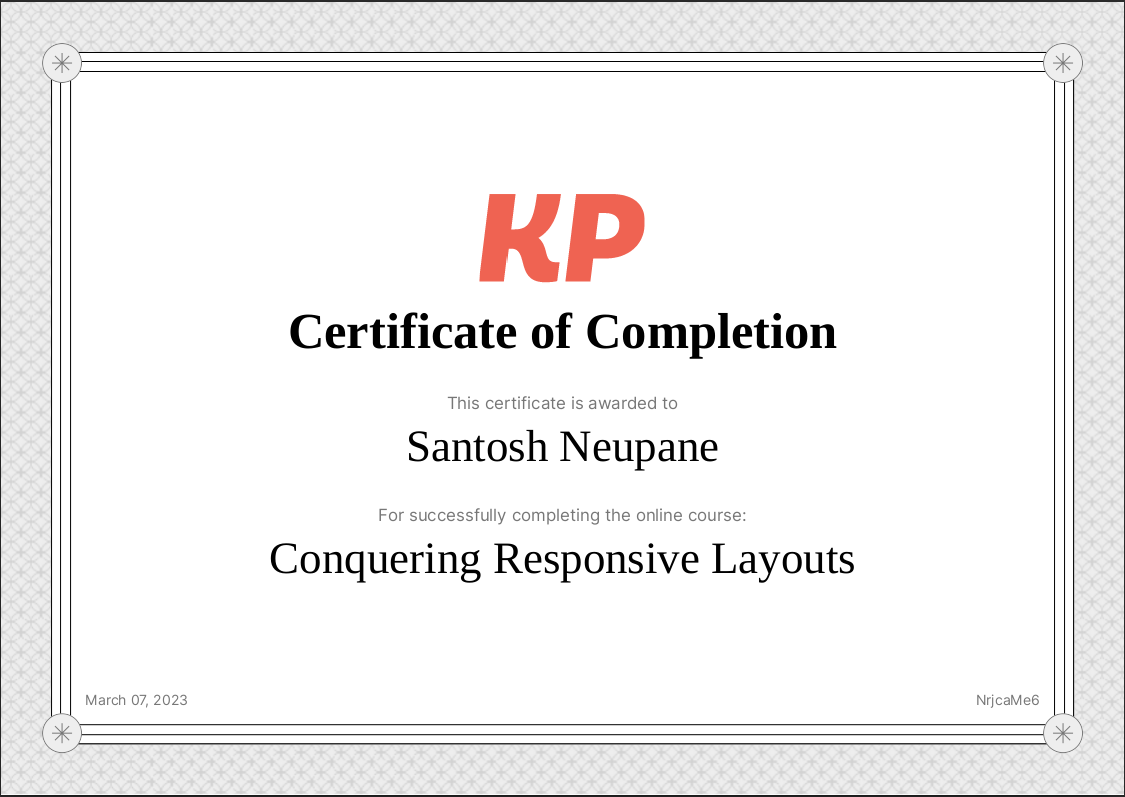 KP
Certificate of Completion
This certificate is awarded to
Santosh Neupane
For successfully completing the online course:
Conquering Responsive Layouts
March 07, 2023
NrjcaMe6